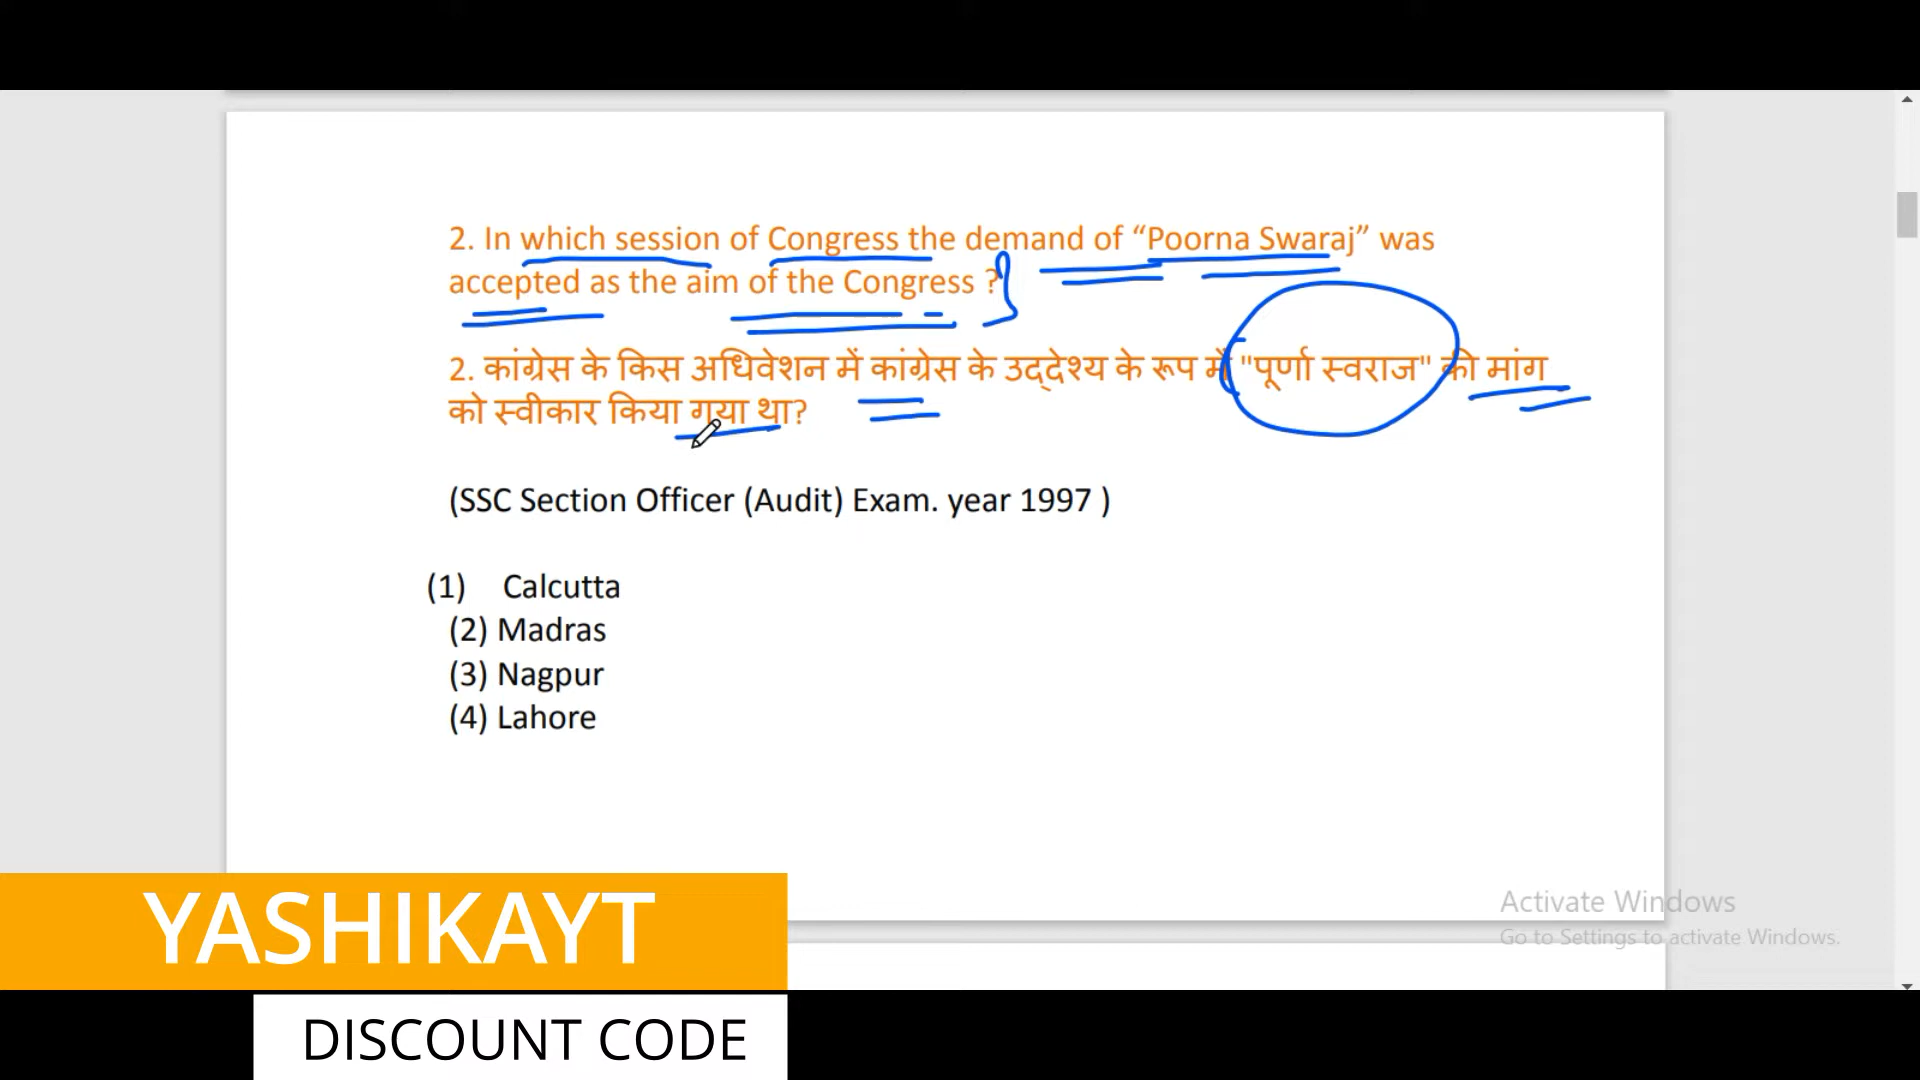 2. In which session of Congress the demand of “Poorna Swaraj” was
accepted as the aim of the Congress ?
2. कांग्रेस के किस अधिवेशन में कांग्रेस के उद्देश्य के रूप में "पूर्णा स्वराज" की मांग
को स्वीकार किया गया था?
(SSC Section Officer (Audit) Exam. year 1997 )
(1) Calcutta
(2) Madras
(3) Nagpur
(4) Lahore
YASHIKAYT
DISCOUNT CODE
Activate Windows
Go to Settings to activate Windows.